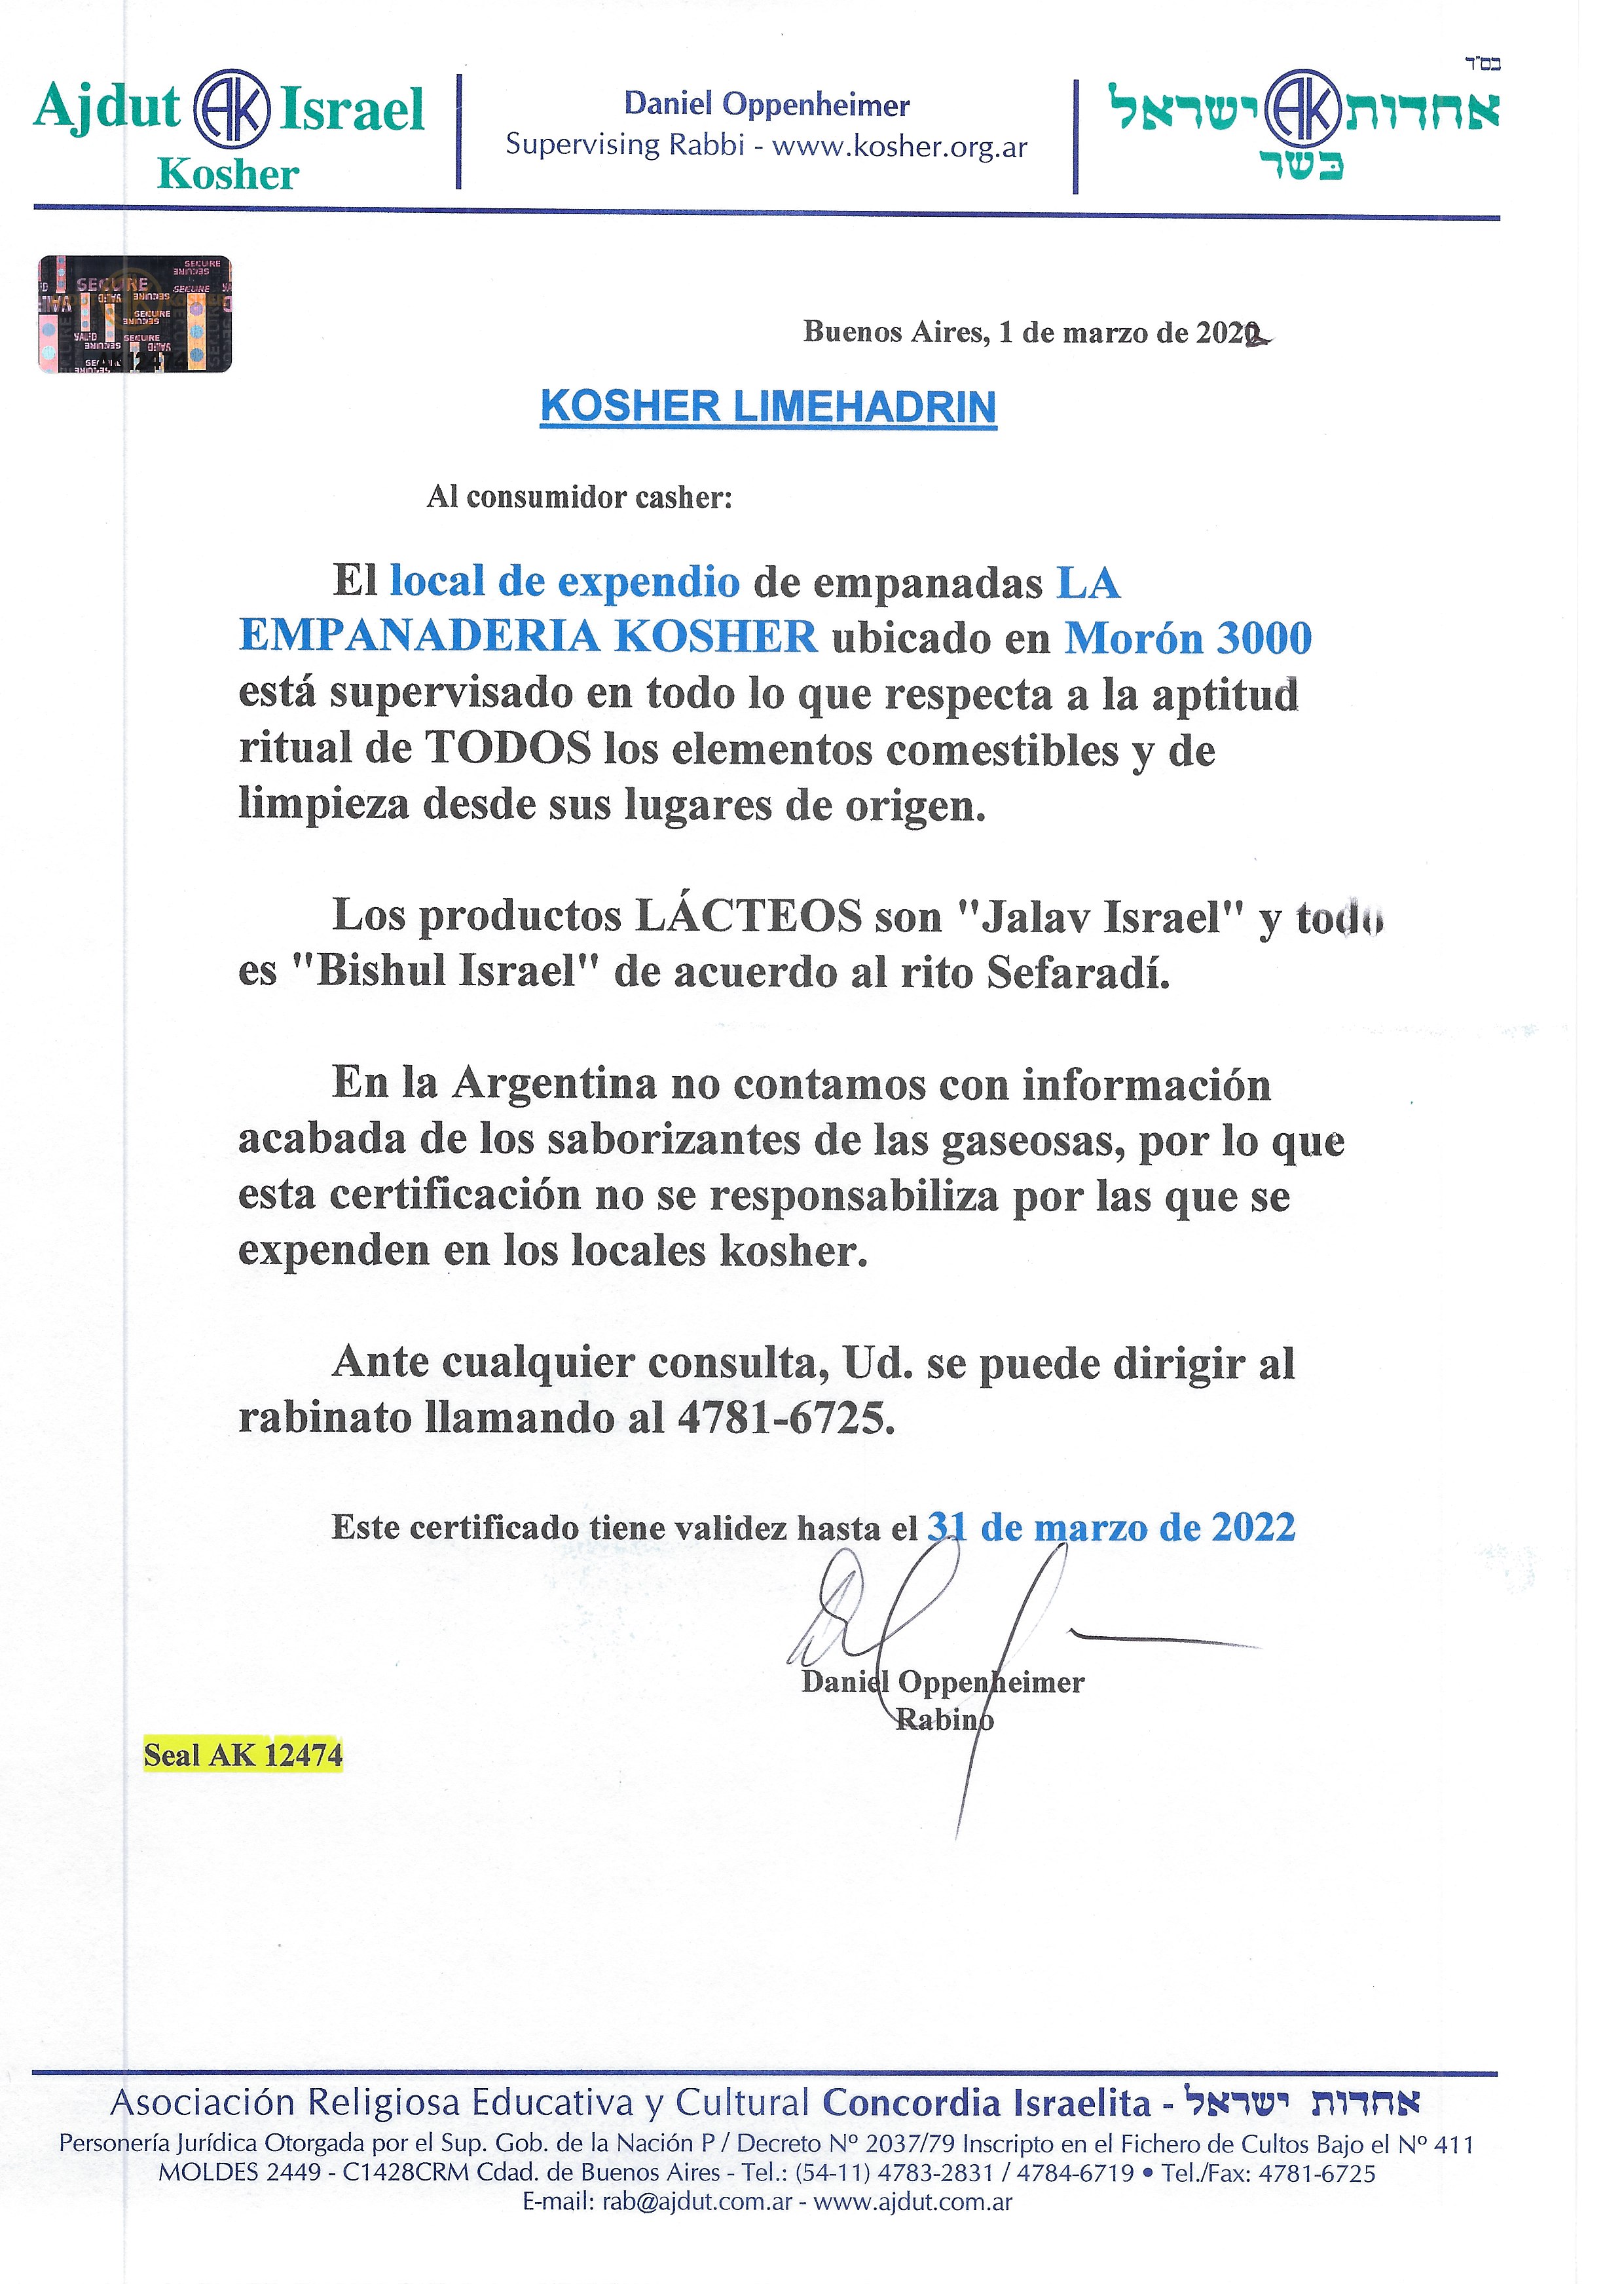 בס"ד
Ajdut AK Israel
Kosher
Daniel Oppenheimer
Supervising Rabbi - www.kosher.org.ar
אחדות AK ישראל
כשר
SECURE
SECURE
VALID
SECURE
AK12474
Buenos Aires, 1 de marzo de 2022
KOSHER LIMEHADRIN
Al consumidor casher:
El local de expendio de empanadas LA
EMPANADERIA KOSHER ubicado en Morón 3000
está supervisado en todo lo que respecta a la aptitud
ritual de TODOS los elementos comestibles y de
limpieza desde sus lugares de origen.
Los productos LÁCTEOS son "Jalav Israel" y todo
es "Bishul Israel" de acuerdo al rito Sefaradí.
En la Argentina no contamos con información
acabada de los saborizantes de las gaseosas, por lo que
esta certificación no se responsabiliza por las que se
expenden en los locales kosher.
Ante cualquier consulta, Ud. se puede dirigir al
rabinato llamando al 4781-6725.
Este certificado tiene validez hasta el 31 de marzo de 2022
Daniel Oppenheimer
Rabino
Seal AK 12474
Asociación Religiosa Educativa y Cultural Concordia Israelita - אחדות ישראל
Personería Jurídica Otorgada por el Sup. Gob. de la Nación P / Decreto Nº 2037/79 Inscripto en el Fichero de Cultos Bajo el Nº 411
MOLDES 2449 - C1428CRM Cdad. de Buenos Aires - Tel.: (54-11) 4783-2831 / 4784-6719 • Tel./Fax: 4781-6725
E-mail: rab@ajdut.com.ar - www.ajdut.com.ar